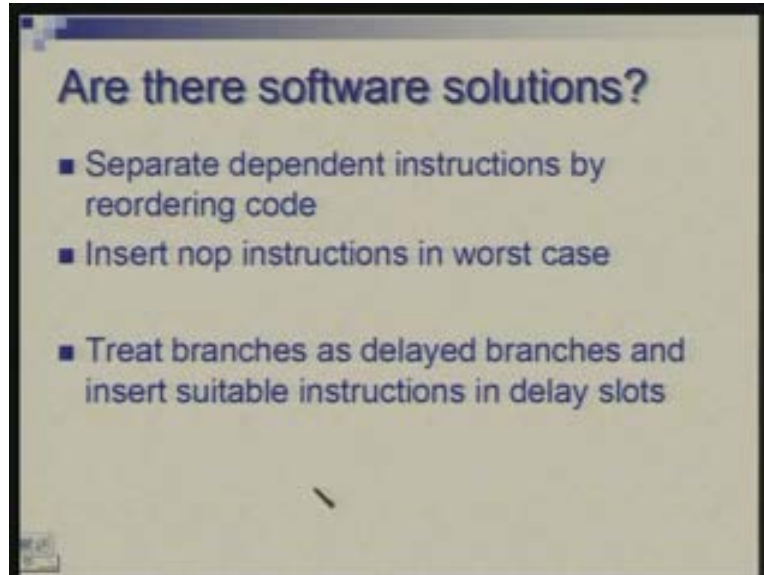 Are there software solutions?
Separate dependent instructions by
reordering code
Insert nop instructions in worst case
Treat branches as delayed branches and
insert suitable instructions in delay slots